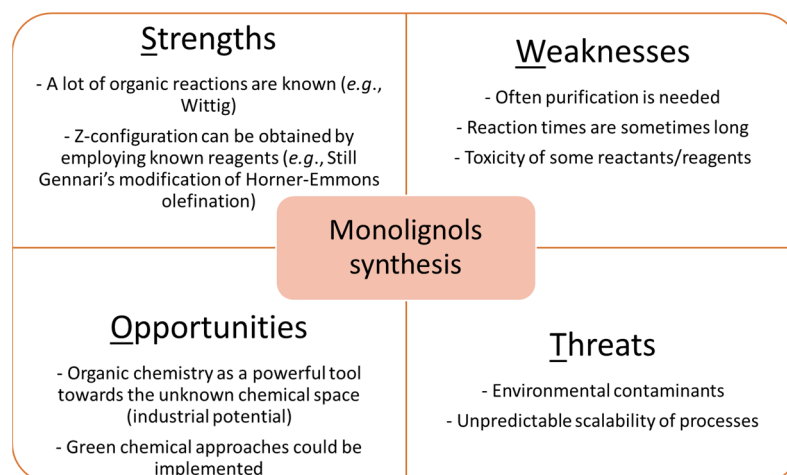 Strengths
- A lot of organic reactions are known (e.g.,
Wittig)
- Z-configuration can be obtained by
employing known reagents (e.g., Still
Gennari's modification of Horner-Emmons
olefination)
Weaknesses
- Often purification is needed
- Reaction times are sometimes long
- Toxicity of some reactants/reagents
Monolignols
synthesis
Opportunities
- Organic chemistry as a powerful tool
towards the unknown chemical space
(industrial potential)
- Green chemical approaches could be
implemented
Threats
- Environmental contaminants
- Unpredictable scalability of processes